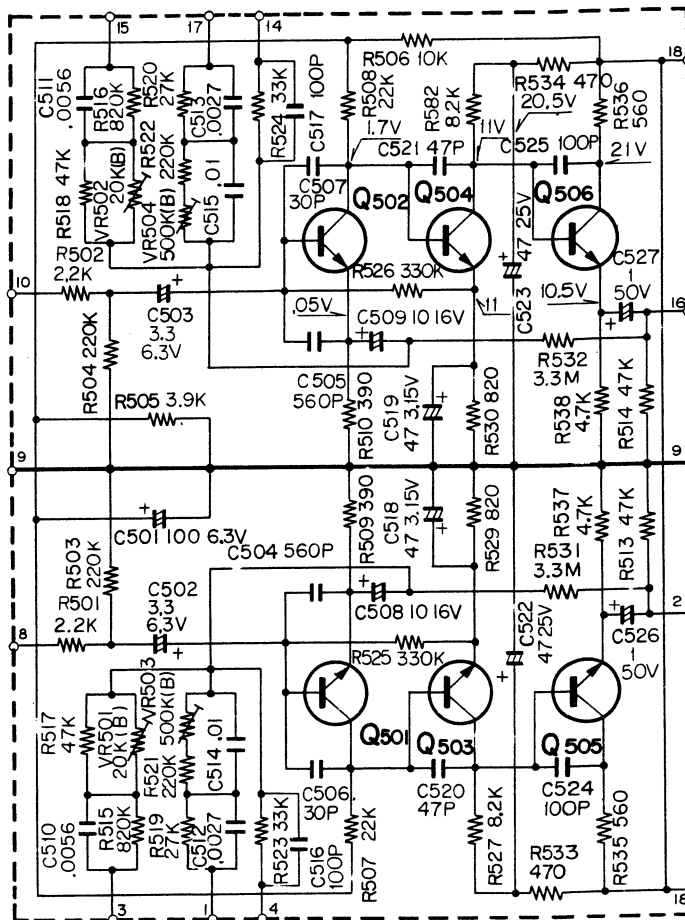 15
17
14
18
R506 10K
C511
.0056
R516
820K
R520
27K
C513
.0027
R524 33K
C517 100P
R508
22K
R582
8.2K
R534 470
20.5V
R536
560
1.7V
C521 47P
11V
C525 100P
21V
R518 47K
VR502
20K(B)
R522
220K
VR504
500K(B)
C515 .01
C507
30P
Q502
Q504
Q506
R502
2.2K
R526 330K
47 25V
C523
C527
1
50V
10
16
C503
3.3
6.3V
.05V
C509 10 16V
11
10.5V
R504 220K
C505
560P
R532
3.3M
R505 3.9K
R510 390
C519
47 3.15V
R530 820
R538
4.7K
R514 47K
9
9
C501 100 6.3V
R509 390
C518
47 3.15V
R529 820
R537
4.7K
R513 47K
R503
220K
C504 560P
R531
3.3M
R501
2.2K
C502
3.3
6.3V
C508 10 16V
C522
47 25V
2
C526
1
50V
8
R525 330K
R517
47K
VR501
20K(B)
VR503
500K(B)
R521
220K
C514 .01
Q501
Q503
Q505
C506
30P
C520
47P
C524
100P
C510
.0056
R515
820K
R519
27K
C512
.0027
R523 33K
C516
100P
R507 22K
R527 8.2K
R533
470
R535 560
3
1
4
18